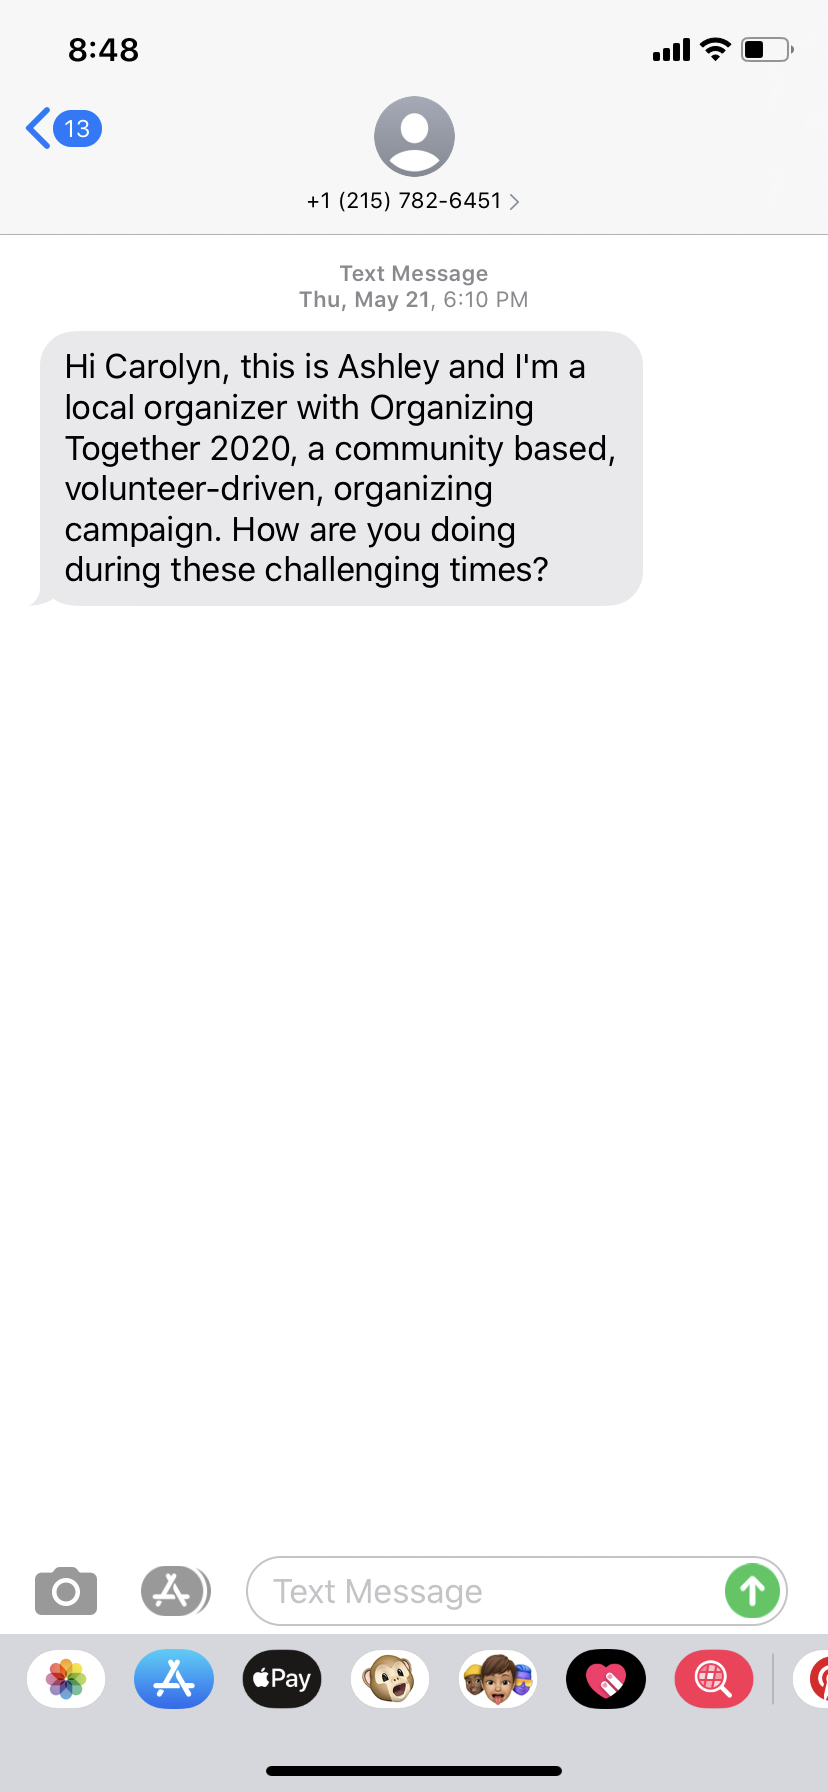 8:48
13
+1 (215) 782-6451
Text Message
Thu, May 21, 6:10 PM
Hi Carolyn, this is Ashley and I'm a
local organizer with Organizing
Together 2020, a community based,
volunteer-driven, organizing
campaign. How are you doing
during these challenging times?
Text Message
Pay